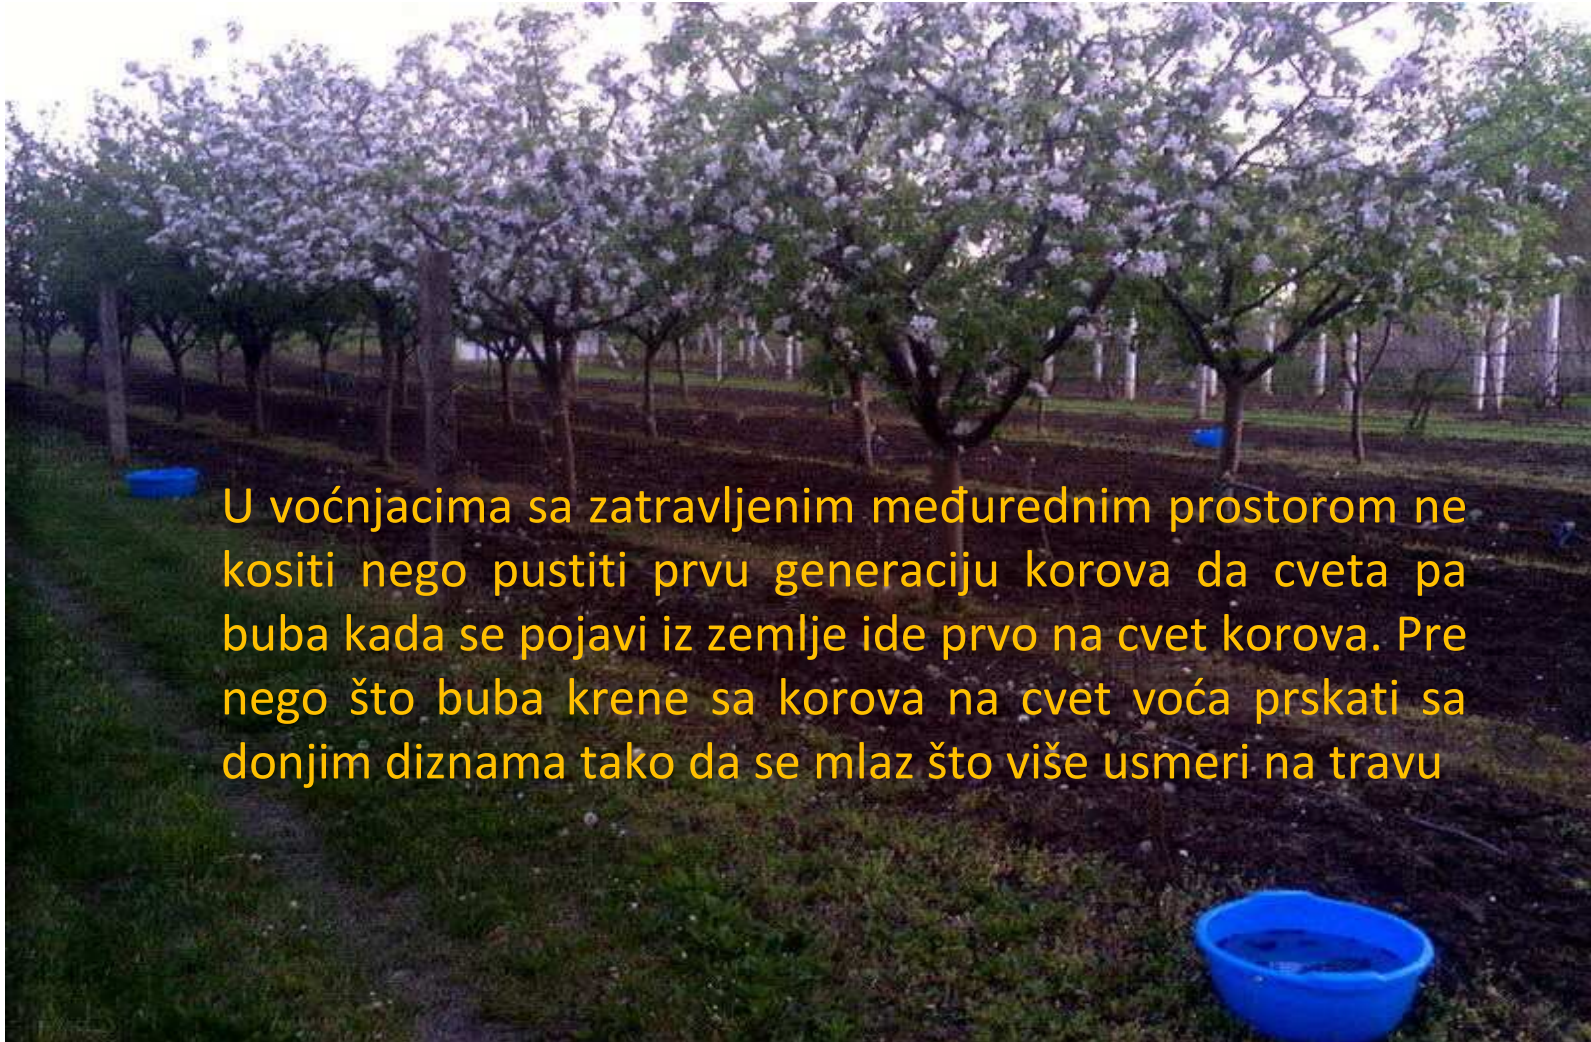 U voćnjacima sa zatravljenim međurednim prostorom ne
kositi nego pustiti prvu generaciju korova da cveta pa
buba kada se pojavi iz zemlje ide prvo na cvet korova. Pre
nego što buba krene sa korova na cvet voća prskati sa
donjim diznama tako da se mlaz što više usmeri na travu